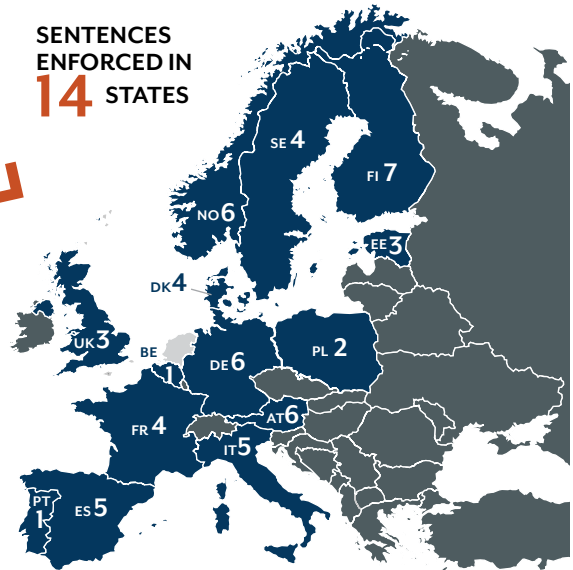 SENTENCES
ENFORCED IN
14 STATES
SE 4
FI 7
NO 6
EE 3
DK 4
UK 3
BE
1
DE 6
PL 2
AT 6
FR 4
IT 5
PT
1
ES 5